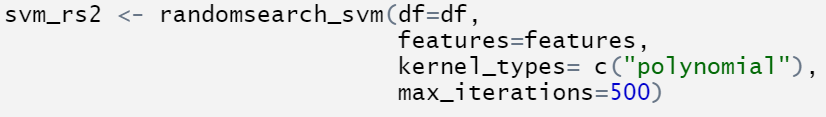 svm_rs2 <- randomsearch_svm(df=df,
features=features,
kernel_types= c("polynomial"),
max_iterations=500)